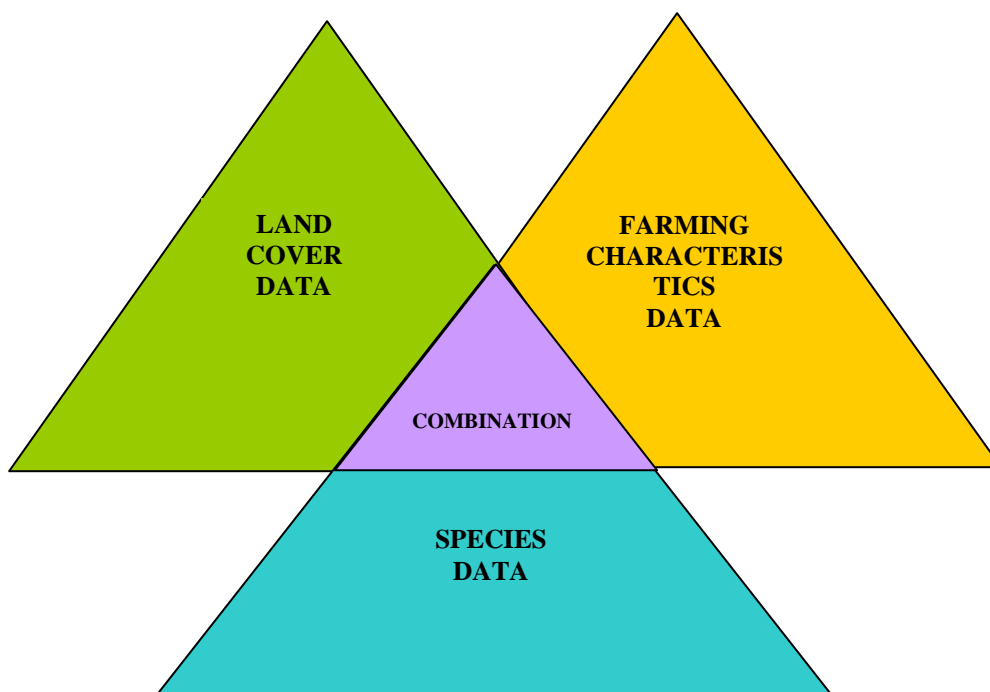 LAND
COVER
DATA
FARMING
CHARACTERIS
TICS
DATA
COMBINATION
SPECIES
DATA